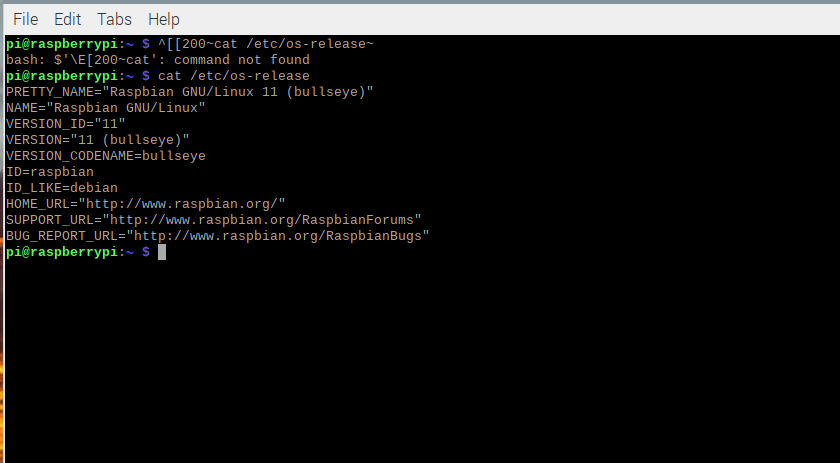 File Edit Tabs Help
pi@raspberrypi:~ $ ^[[200~cat /etc/os-release~
bash: $'\E[200~cat': command not found
pi@raspberrypi:~ $ cat /etc/os-release
PRETTY_NAME="Raspbian GNU/Linux 11 (bullseye)"
NAME="Raspbian GNU/Linux"
VERSION_ID="11"
VERSION="11 (bullseye)"
VERSION_CODENAME=bullseye
ID=raspbian
ID_LIKE=debian
HOME_URL="http://www.raspbian.org/"
SUPPORT_URL="http://www.raspbian.org/RaspbianForums"
BUG_REPORT_URL="http://www.raspbian.org/RaspbianBugs"
pi@raspberrypi:~ $